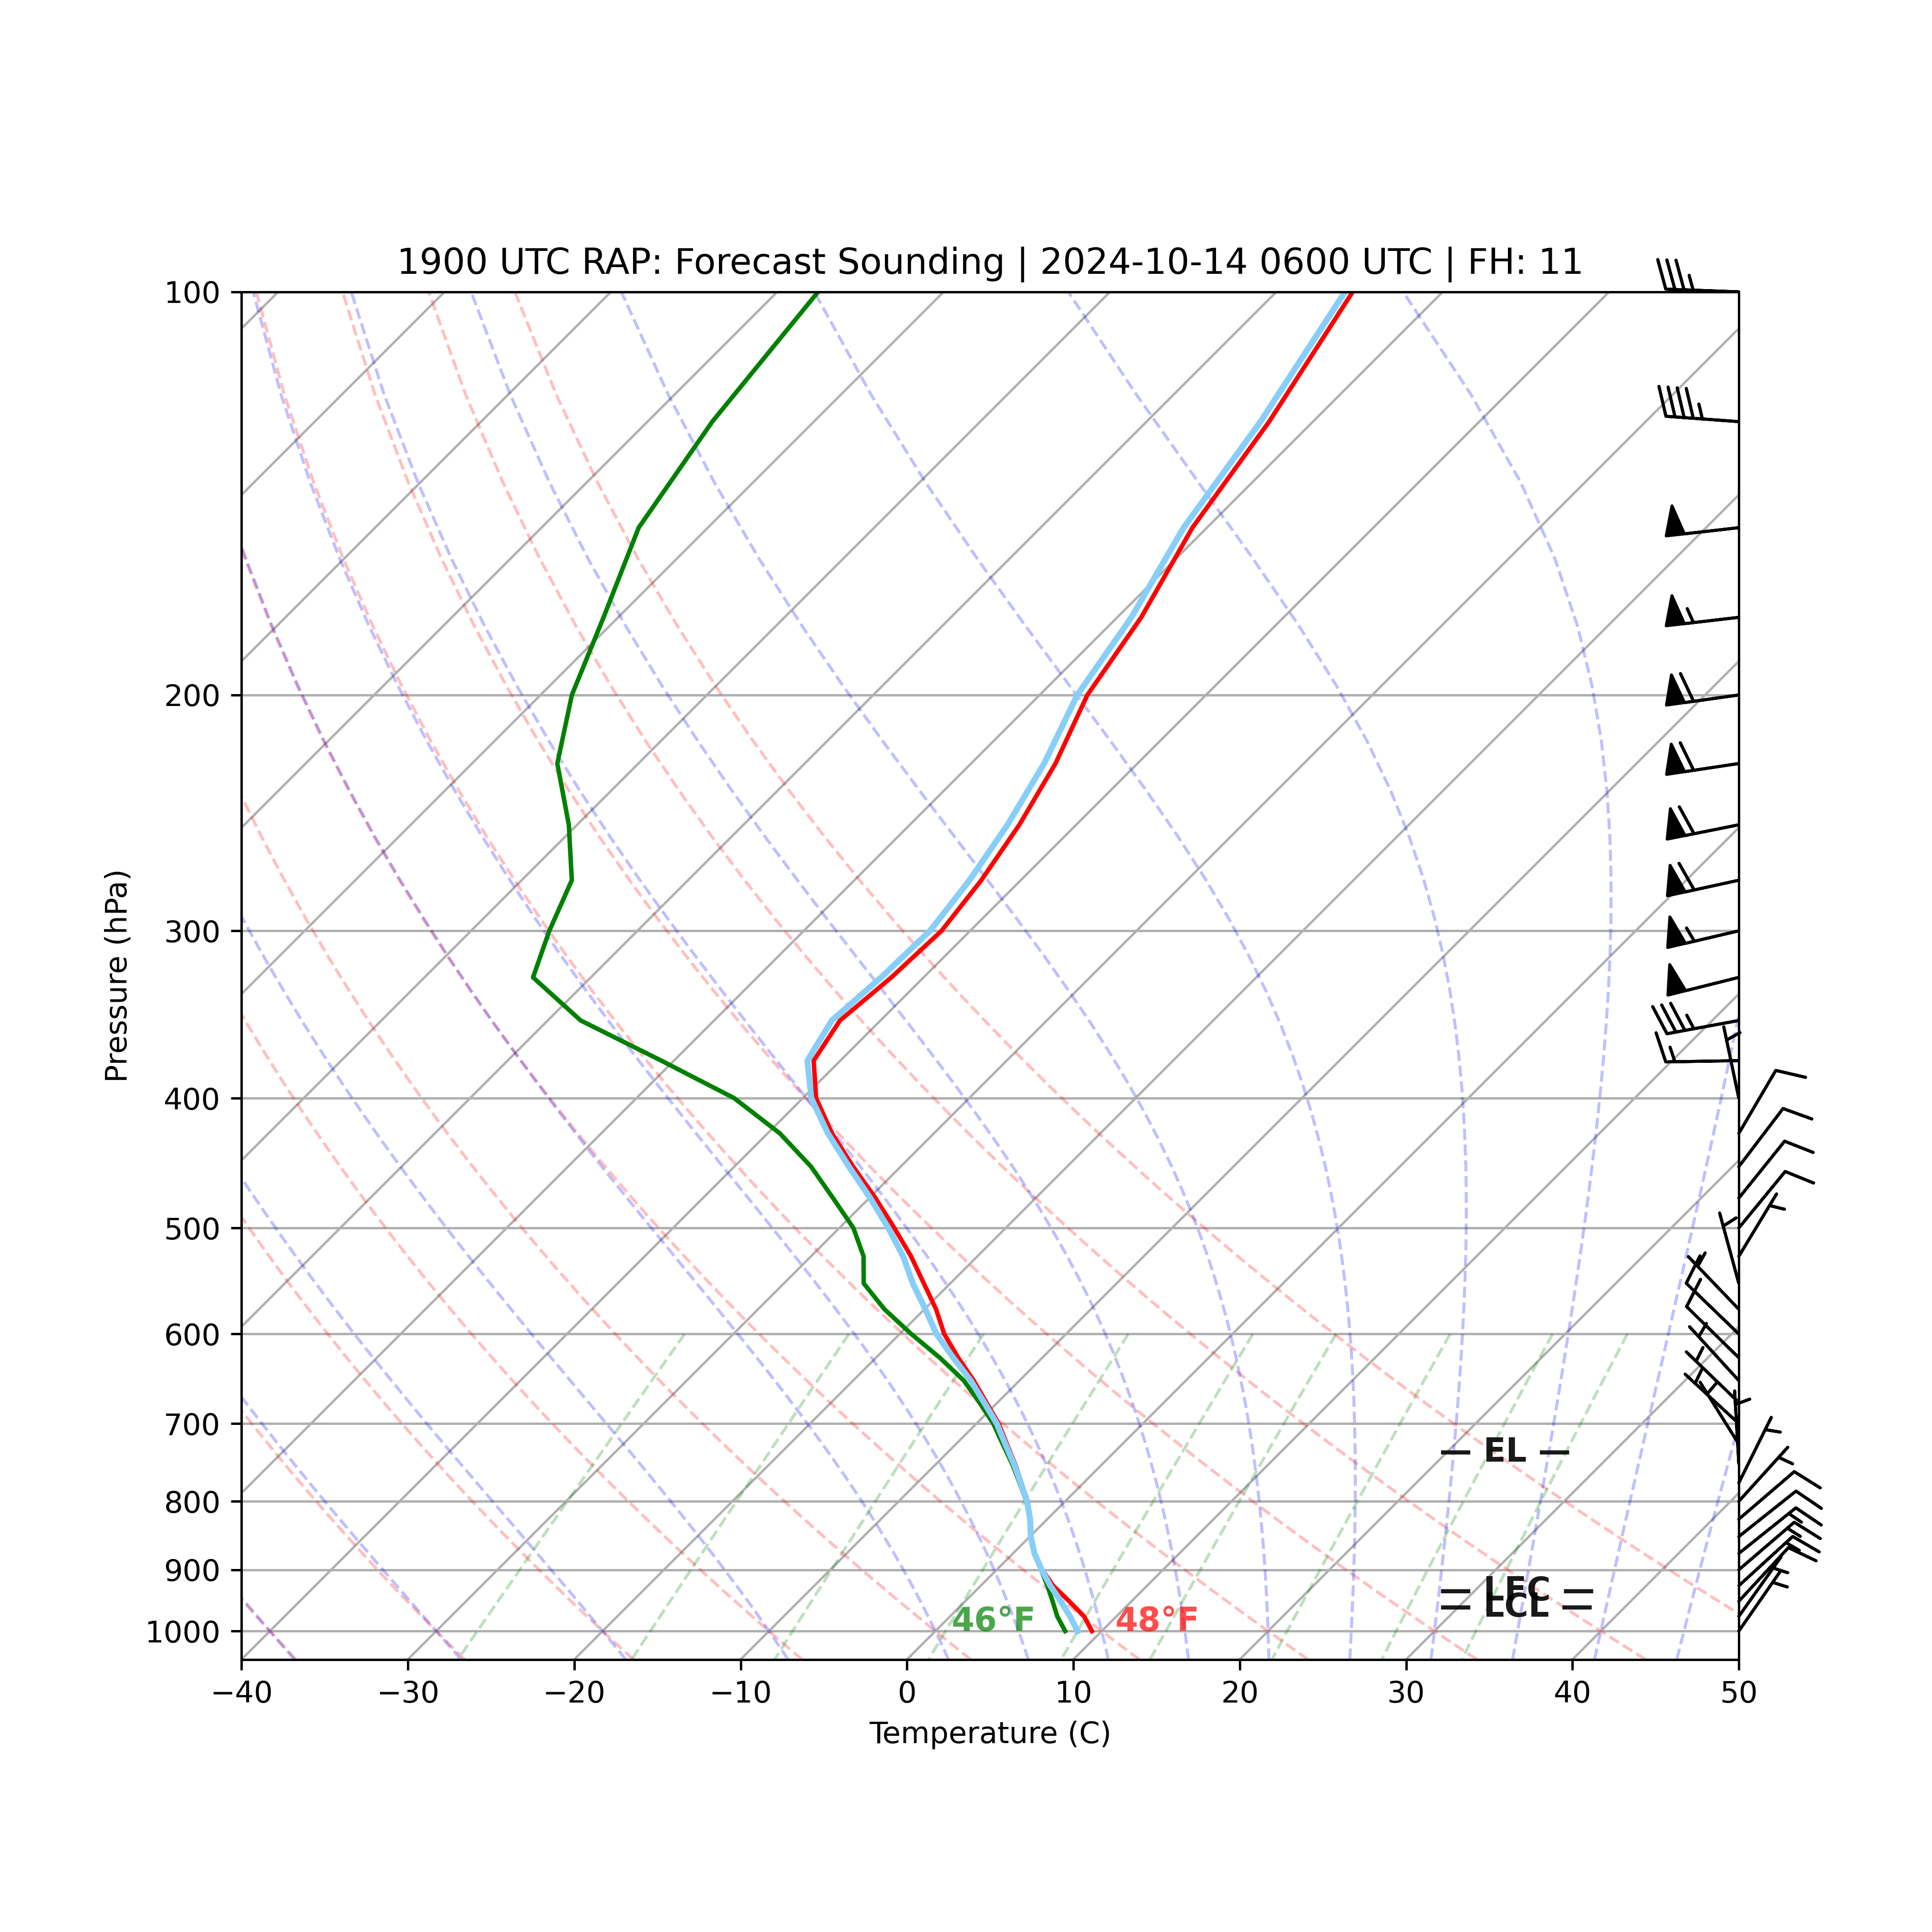 1900 UTC RAP: Forecast Sounding | 2024-10-14 0600 UTC | FH: 11
100
200
300
400
500
600
700
800
900
1000
Pressure (hPa)
— EL —
— LFC —
— LCL —
46°F
48°F
−40 −30 −20 −10 0 10 20 30 40 50
Temperature (C)